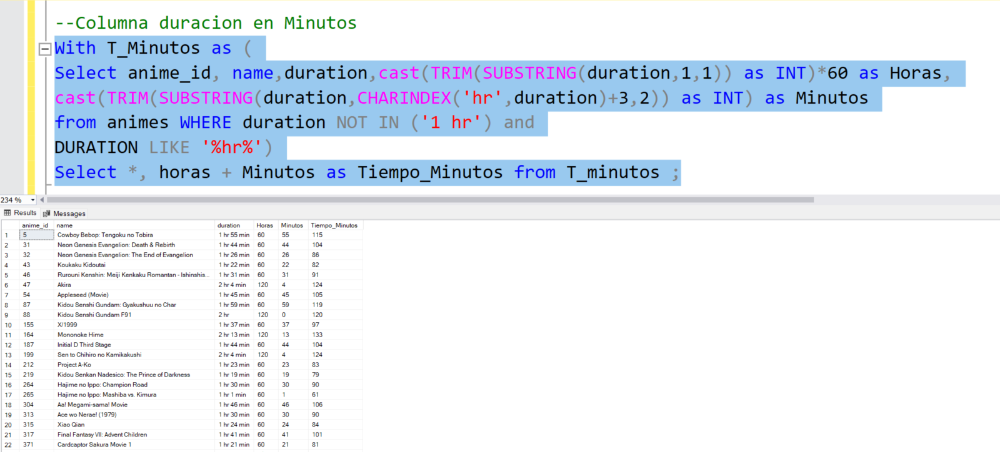 --Columna duracion en Minutos
With T_Minutos as (
Select anime_id, name,duration,cast(TRIM(SUBSTRING(duration,1,1)) as INT)*60 as Horas,
cast(TRIM(SUBSTRING(duration,CHARINDEX('hr',duration)+3,2)) as INT) as Minutos
from animes WHERE duration NOT IN ('1 hr') and
DURATION LIKE '%hr%')
Select *, horas + Minutos as Tiempo_Minutos from T_minutos ;
234 %
Results Messages
anime_id name duration Horas Minutos Tiempo_Minutos
1 5 Cowboy Bebop: Tengoku no Tobira 1 hr 55 min 60 55 115
2 31 Neon Genesis Evangelion: Death & Rebirth 1 hr 44 min 60 44 104
3 32 Neon Genesis Evangelion: The End of Evangelion 1 hr 26 min 60 26 86
4 43 Koukaku Kidoutai 1 hr 22 min 60 22 82
5 46 Rurouni Kenshin: Meiji Kenkaku Romantan - Ishinshis... 1 hr 31 min 60 31 91
6 47 Akira 2 hr 4 min 120 4 124
7 54 Appleseed (Movie) 1 hr 45 min 60 45 105
8 87 Kidou Senshi Gundam: Gyakushuu no Char 1 hr 59 min 60 59 119
9 88 Kidou Senshi Gundam F91 2 hr 120 0 120
10 155 X/1999 1 hr 37 min 60 37 97
11 164 Mononoke Hime 2 hr 13 min 120 13 133
12 187 Initial D Third Stage 1 hr 44 min 60 44 104
13 199 Sen to Chihiro no Kamikakushi 2 hr 4 min 120 4 124
14 212 Project A-Ko 1 hr 23 min 60 23 83
15 219 Kidou Senkan Nadesico: The Prince of Darkness 1 hr 19 min 60 19 79
16 264 Hajime no Ippo: Champion Road 1 hr 30 min 60 30 90
17 265 Hajime no Ippo: Mashiba vs. Kimura 1 hr 1 min 60 1 61
18 304 Aa! Megami-sama! Movie 1 hr 46 min 60 46 106
19 313 Ace wo Nerae! (1979) 1 hr 30 min 60 30 90
20 315 Xiao Qian 1 hr 24 min 60 24 84
21 317 Final Fantasy VII: Advent Children 1 hr 41 min 60 41 101
22 371 Cardcaptor Sakura Movie 1 1 hr 21 min 60 21 81